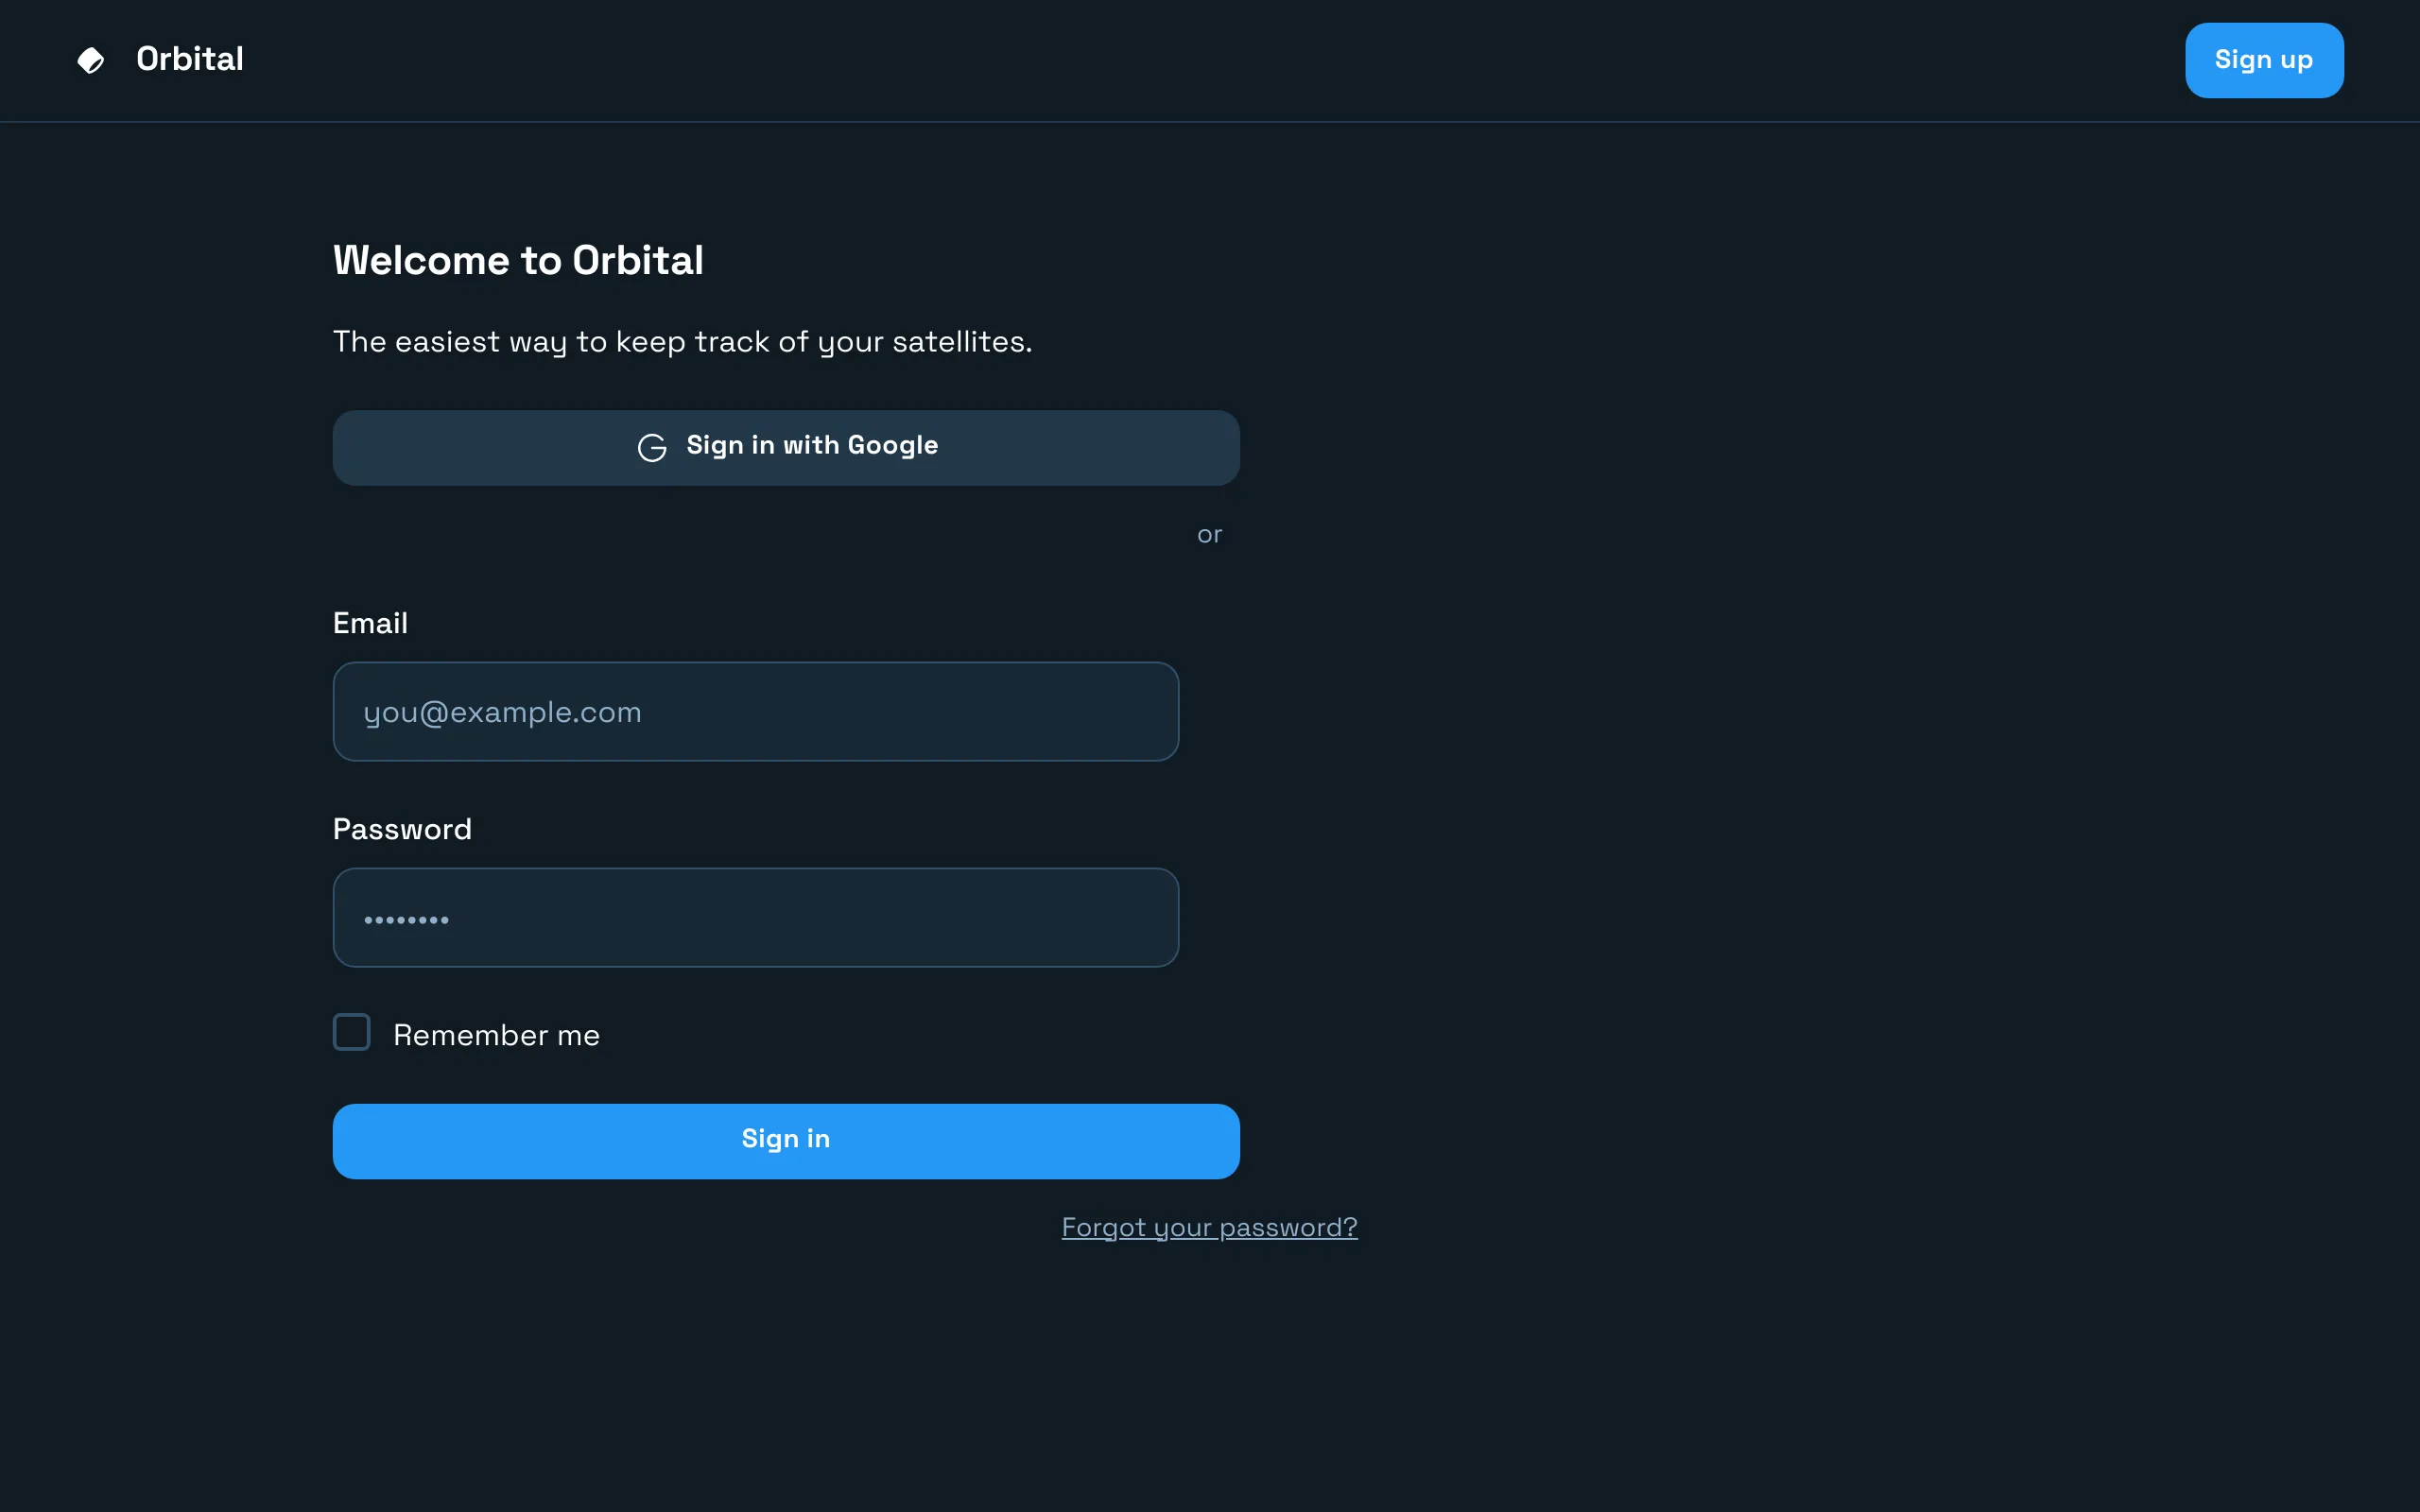 Orbital
Sign up
Welcome to Orbital
The easiest way to keep track of your satellites.
Sign in with Google
or
Email
you@example.com
Password
••••••••
Remember me
Sign in
Forgot your password?